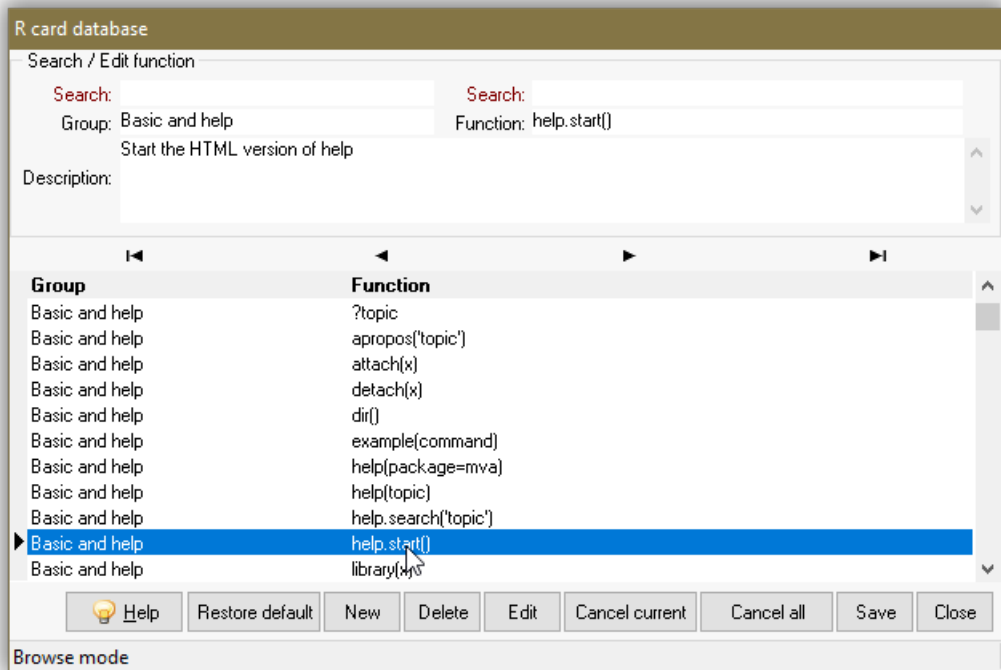 R card database
Search / Edit function
Search: Search:
Group: Basic and help Function: help.start()
Description: Start the HTML version of help
Group Function
Basic and help ?topic
Basic and help apropos('topic')
Basic and help attach(x)
Basic and help detach(x)
Basic and help dir()
Basic and help example(command)
Basic and help help(package=mva)
Basic and help help(topic)
Basic and help help.search('topic')
Basic and help help.start()
Basic and help library(x)
Help Restore default New Delete Edit Cancel current Cancel all Save Close
Browse mode